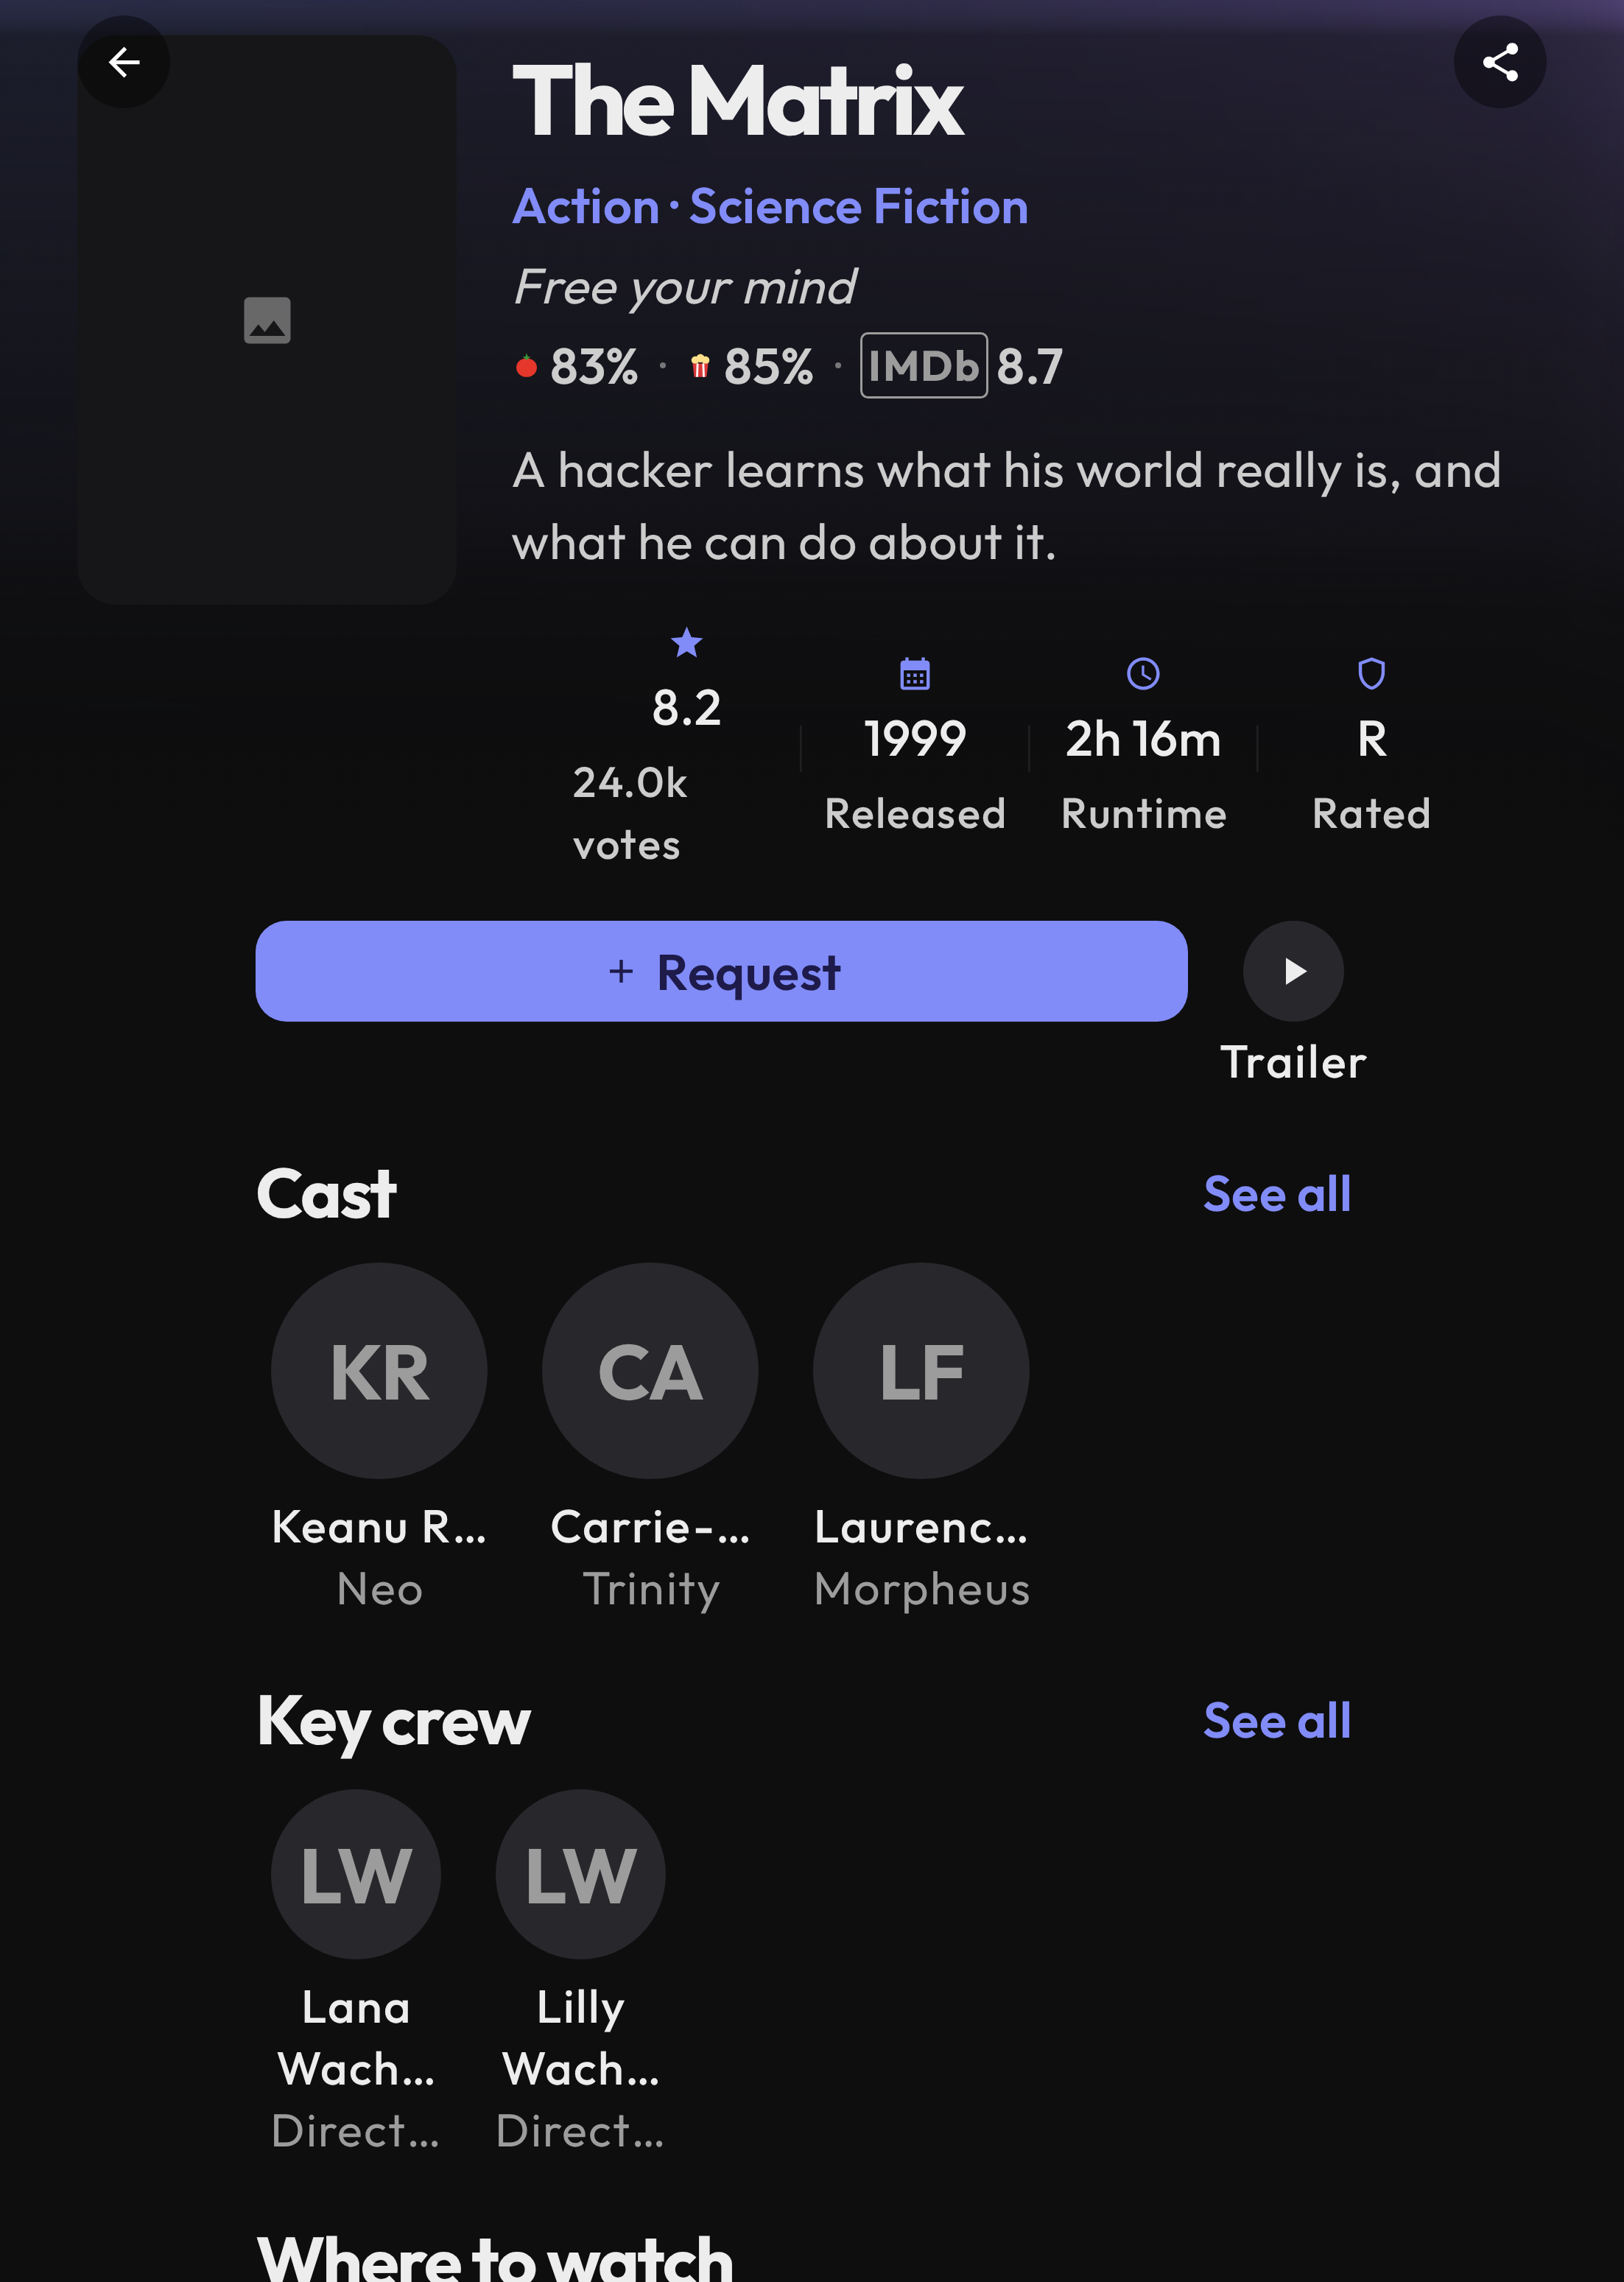 The Matrix
Action · Science Fiction
Free your mind
83% · 85% · IMDb 8.7
A hacker learns what his world really is, and
what he can do about it.
8.2
24.0k
votes
1999
Released
2h 16m
Runtime
R
Rated
+ Request
Trailer
Cast
See all
KR
CA
LF
Keanu R...
Neo
Carrie-...
Trinity
Laurenc...
Morpheus
Key crew
See all
LW
LW
Lana
Wach...
Direct...
Lilly
Wach...
Direct...
Where to watch